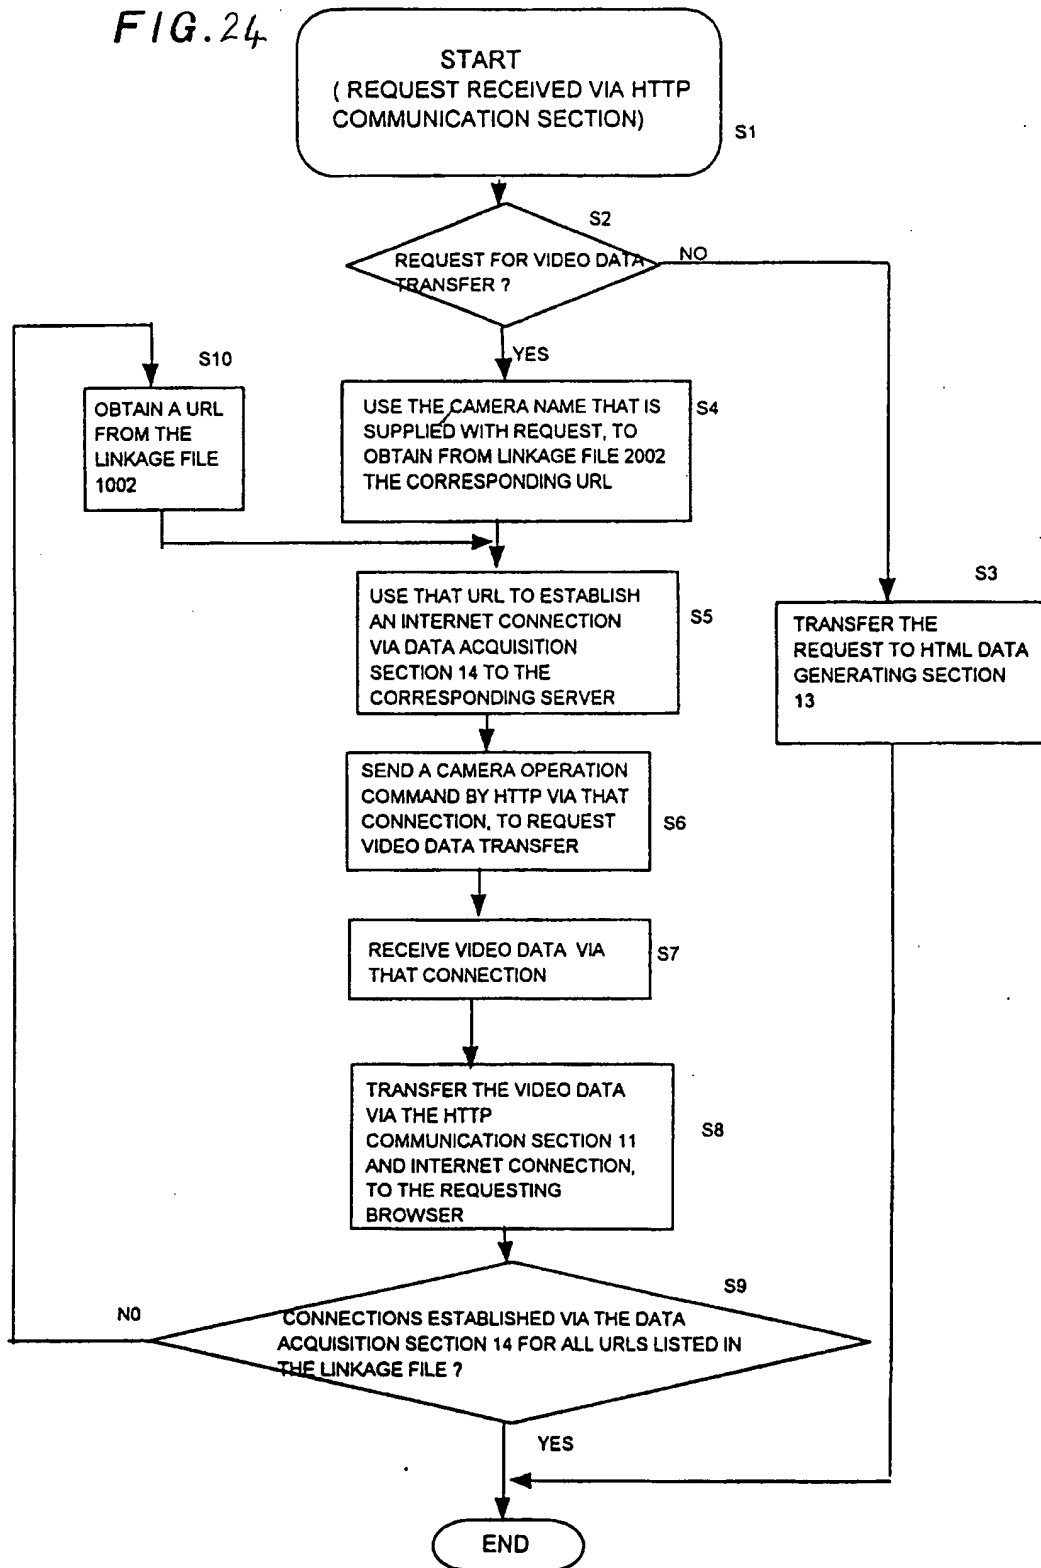 FIG. 24
START
( REQUEST RECEIVED VIA HTTP
COMMUNICATION SECTION)
S1
S2
REQUEST FOR VIDEO DATA
TRANSFER ?
NO
YES
S10
OBTAIN A URL
FROM THE
LINKAGE FILE
1002
USE THE CAMERA NAME THAT IS
SUPPLIED WITH REQUEST, TO
OBTAIN FROM LINKAGE FILE 2002
THE CORRESPONDING URL
S4
USE THAT URL TO ESTABLISH
AN INTERNET CONNECTION
VIA DATA ACQUISITION
SECTION 14 TO THE
CORRESPONDING SERVER
S5
S3
TRANSFER THE
REQUEST TO HTML DATA
GENERATING SECTION
13
SEND A CAMERA OPERATION
COMMAND BY HTTP VIA THAT
CONNECTION, TO REQUEST
VIDEO DATA TRANSFER
S6
RECEIVE VIDEO DATA VIA
THAT CONNECTION
S7
TRANSFER THE VIDEO DATA
VIA THE HTTP
COMMUNICATION SECTION 11
AND INTERNET CONNECTION,
TO THE REQUESTING
BROWSER
S8
S9
N0
CONNECTIONS ESTABLISHED VIA THE DATA
ACQUISITION SECTION 14 FOR ALL URLS LISTED IN
THE LINKAGE FILE ?
YES
END